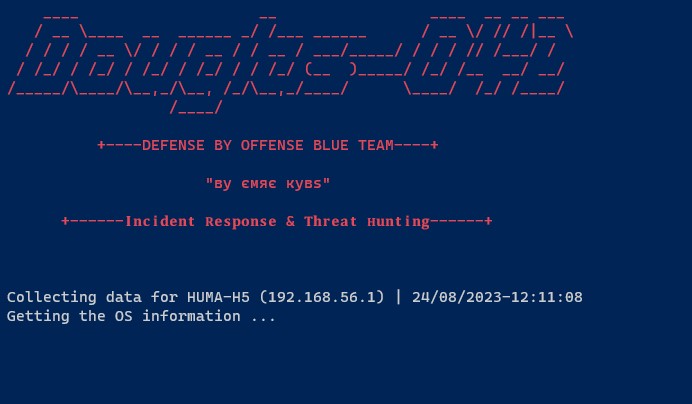 +----DEFENSE BY OFFENSE BLUE TEAM----+
"ву ємяє кувѕ"
+------Incident Response & Threat Hunting------+
Collecting data for HUMA-H5 (192.168.56.1) | 24/08/2023-12:11:08
Getting the OS information ...